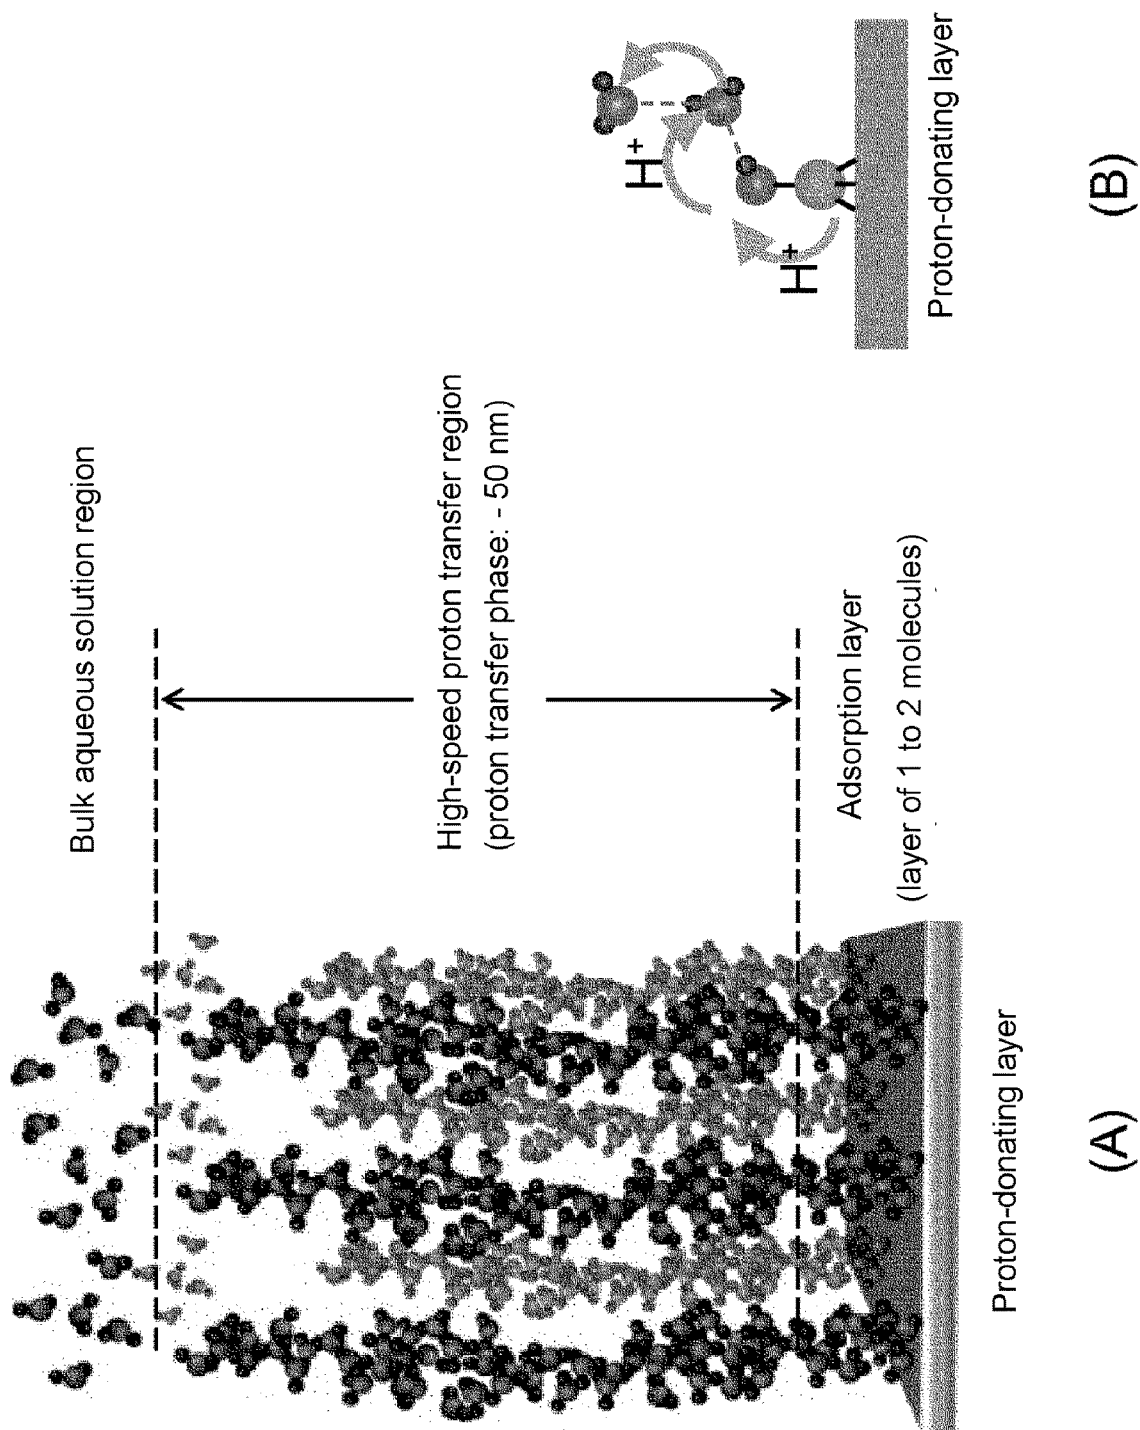 Bulk aqueous solution region
High-speed proton transfer region
(proton transfer phase: - 50 nm)
Adsorption layer
(layer of 1 to 2 molecules)
Proton-donating layer
(A)
H+
H+
Proton-donating layer
(B)